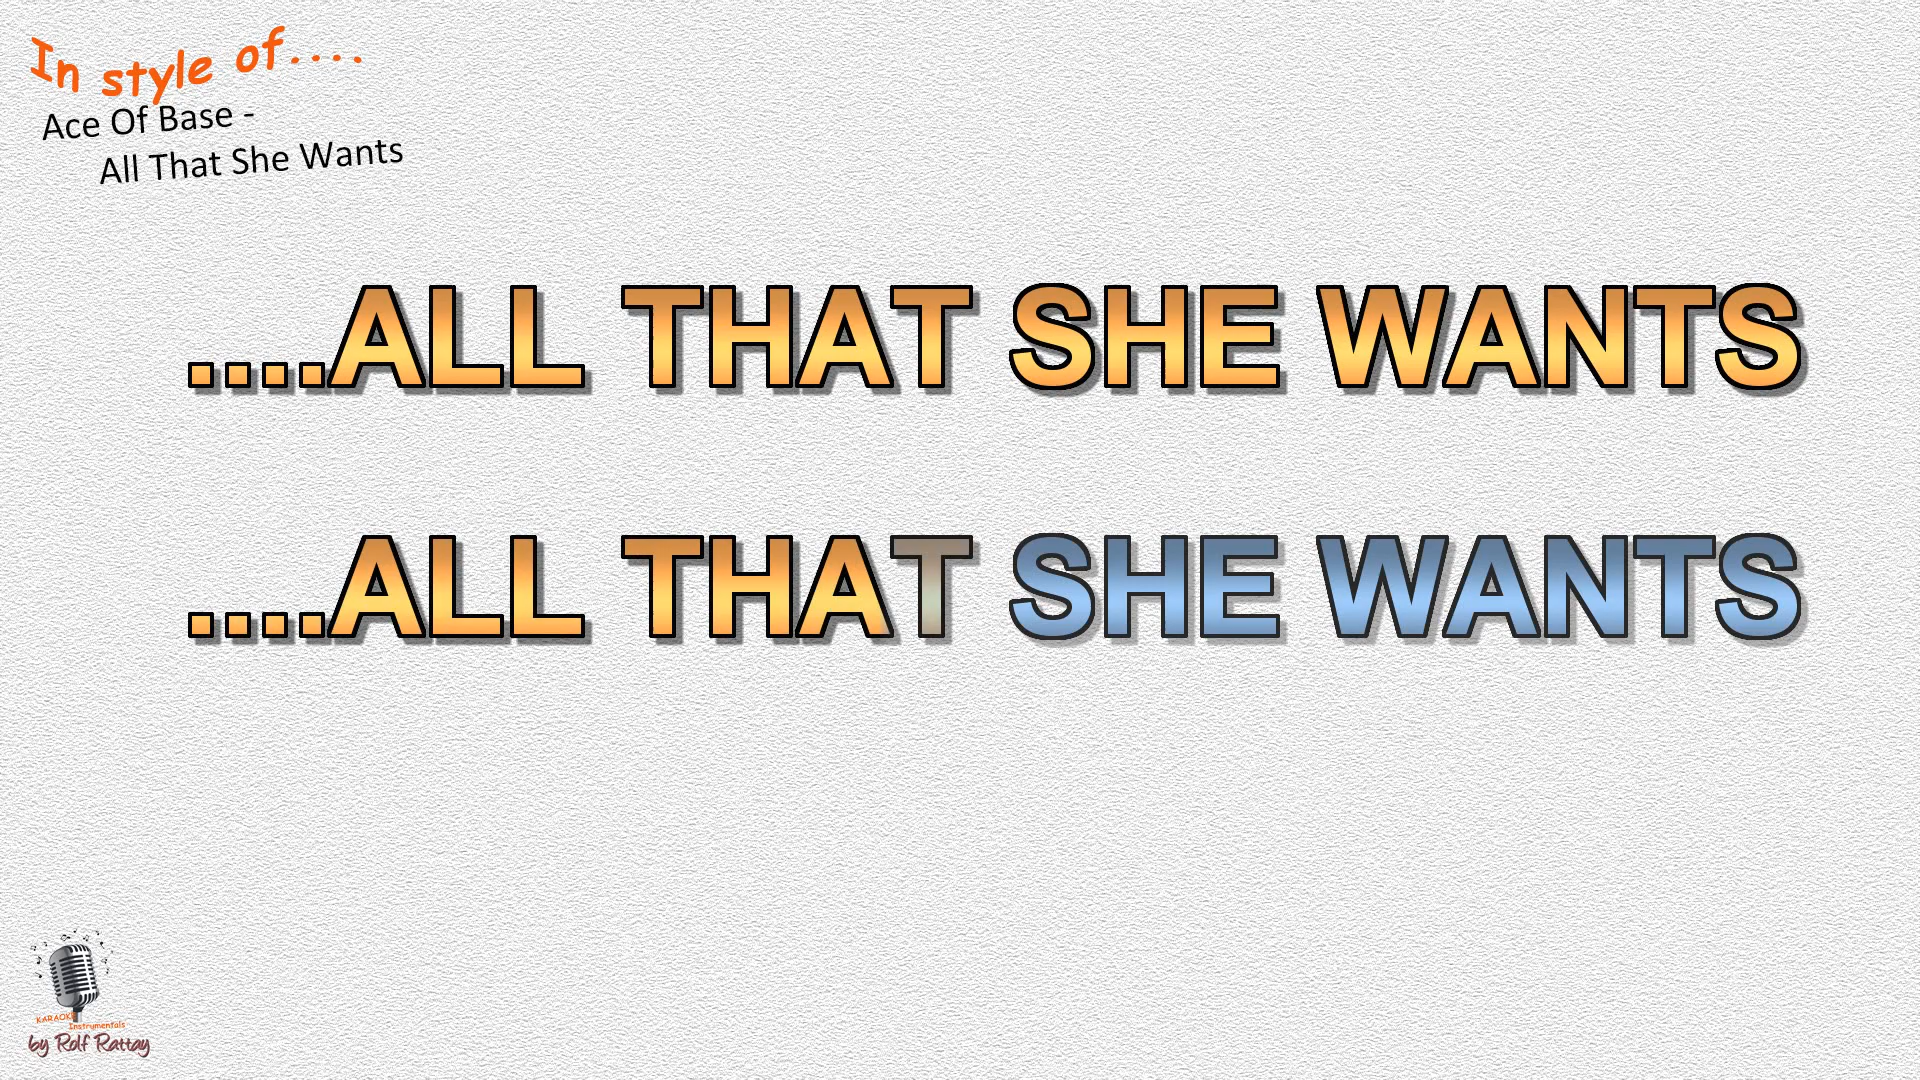 In style of....
Ace Of Base -
All That She Wants
....ALL THAT SHE WANTS
....ALL THAT SHE WANTS
KARAOKE
Instrumentals
by Rolf Rattay